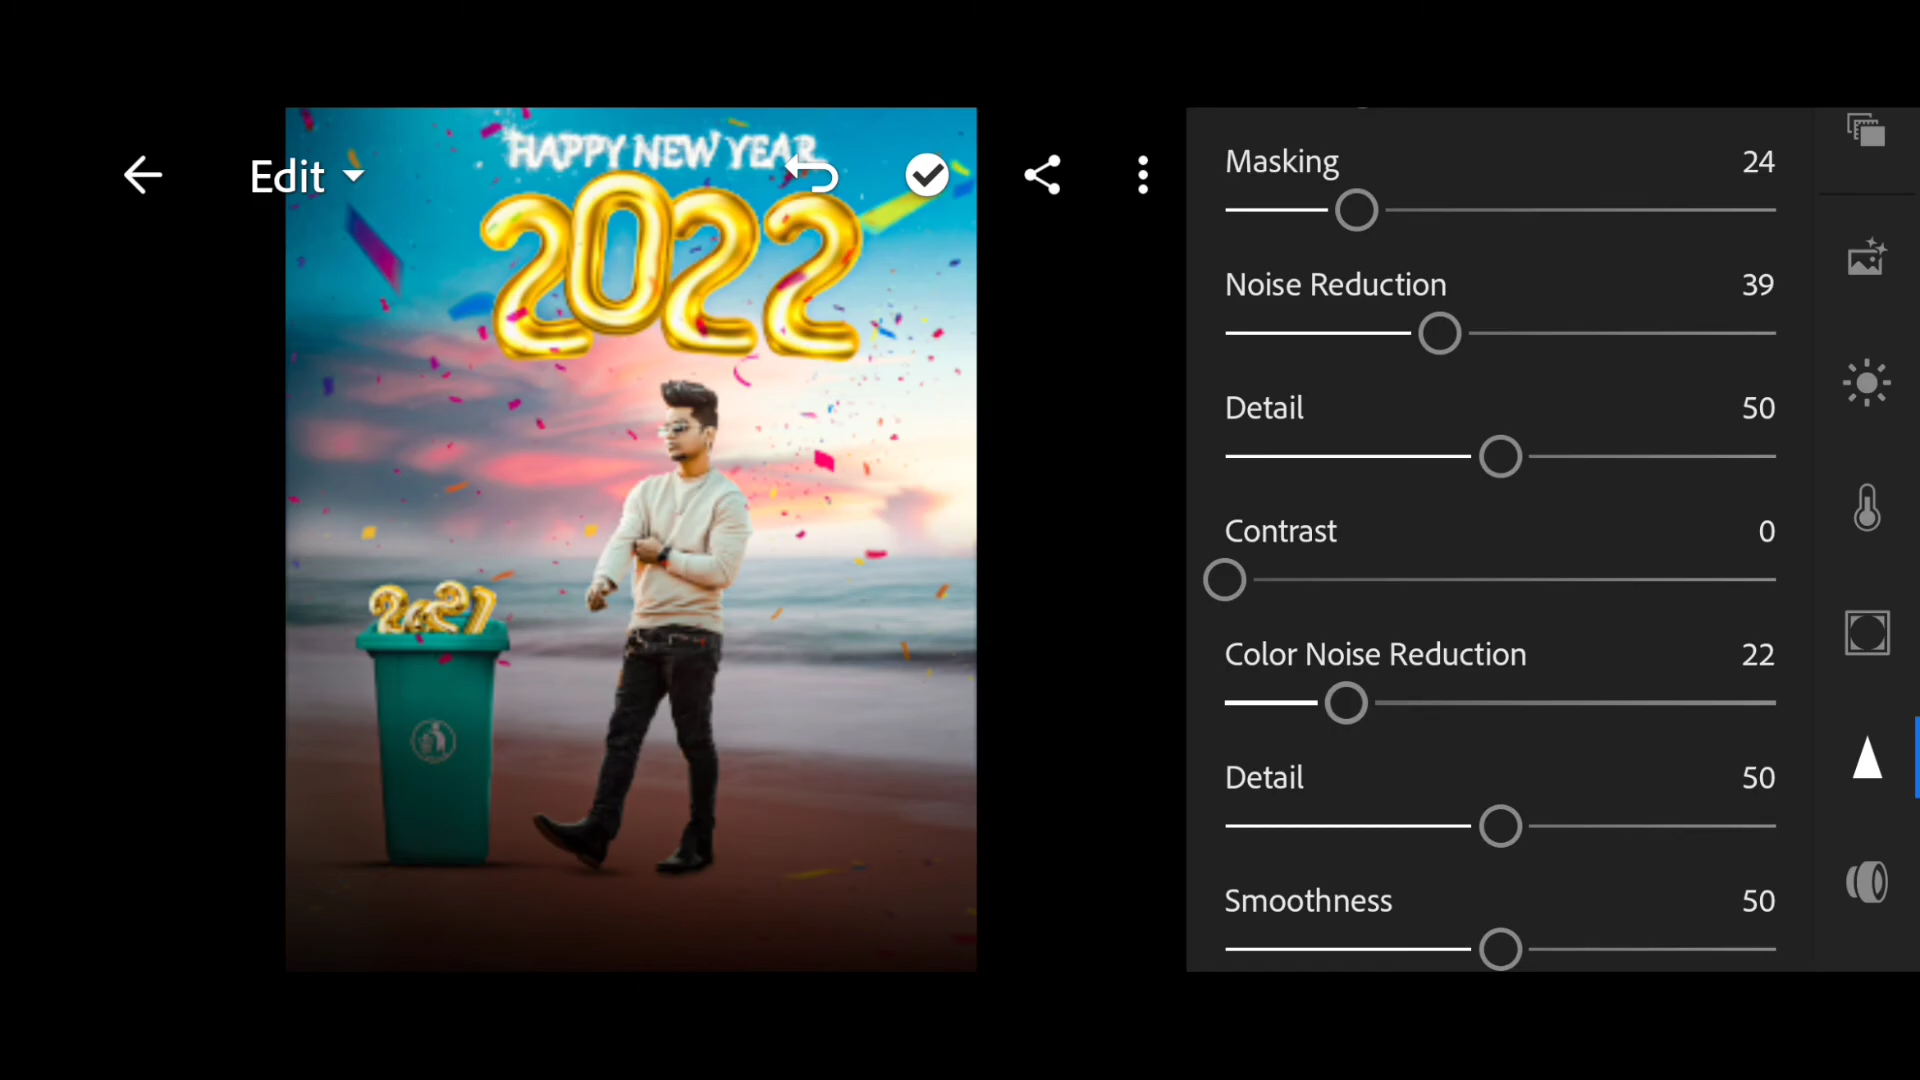 HAPPY NEW YEAR
Edit
2022
2021
Masking 24
Noise Reduction 39
Detail 50
Contrast 0
Color Noise Reduction 22
Detail 50
Smoothness 50